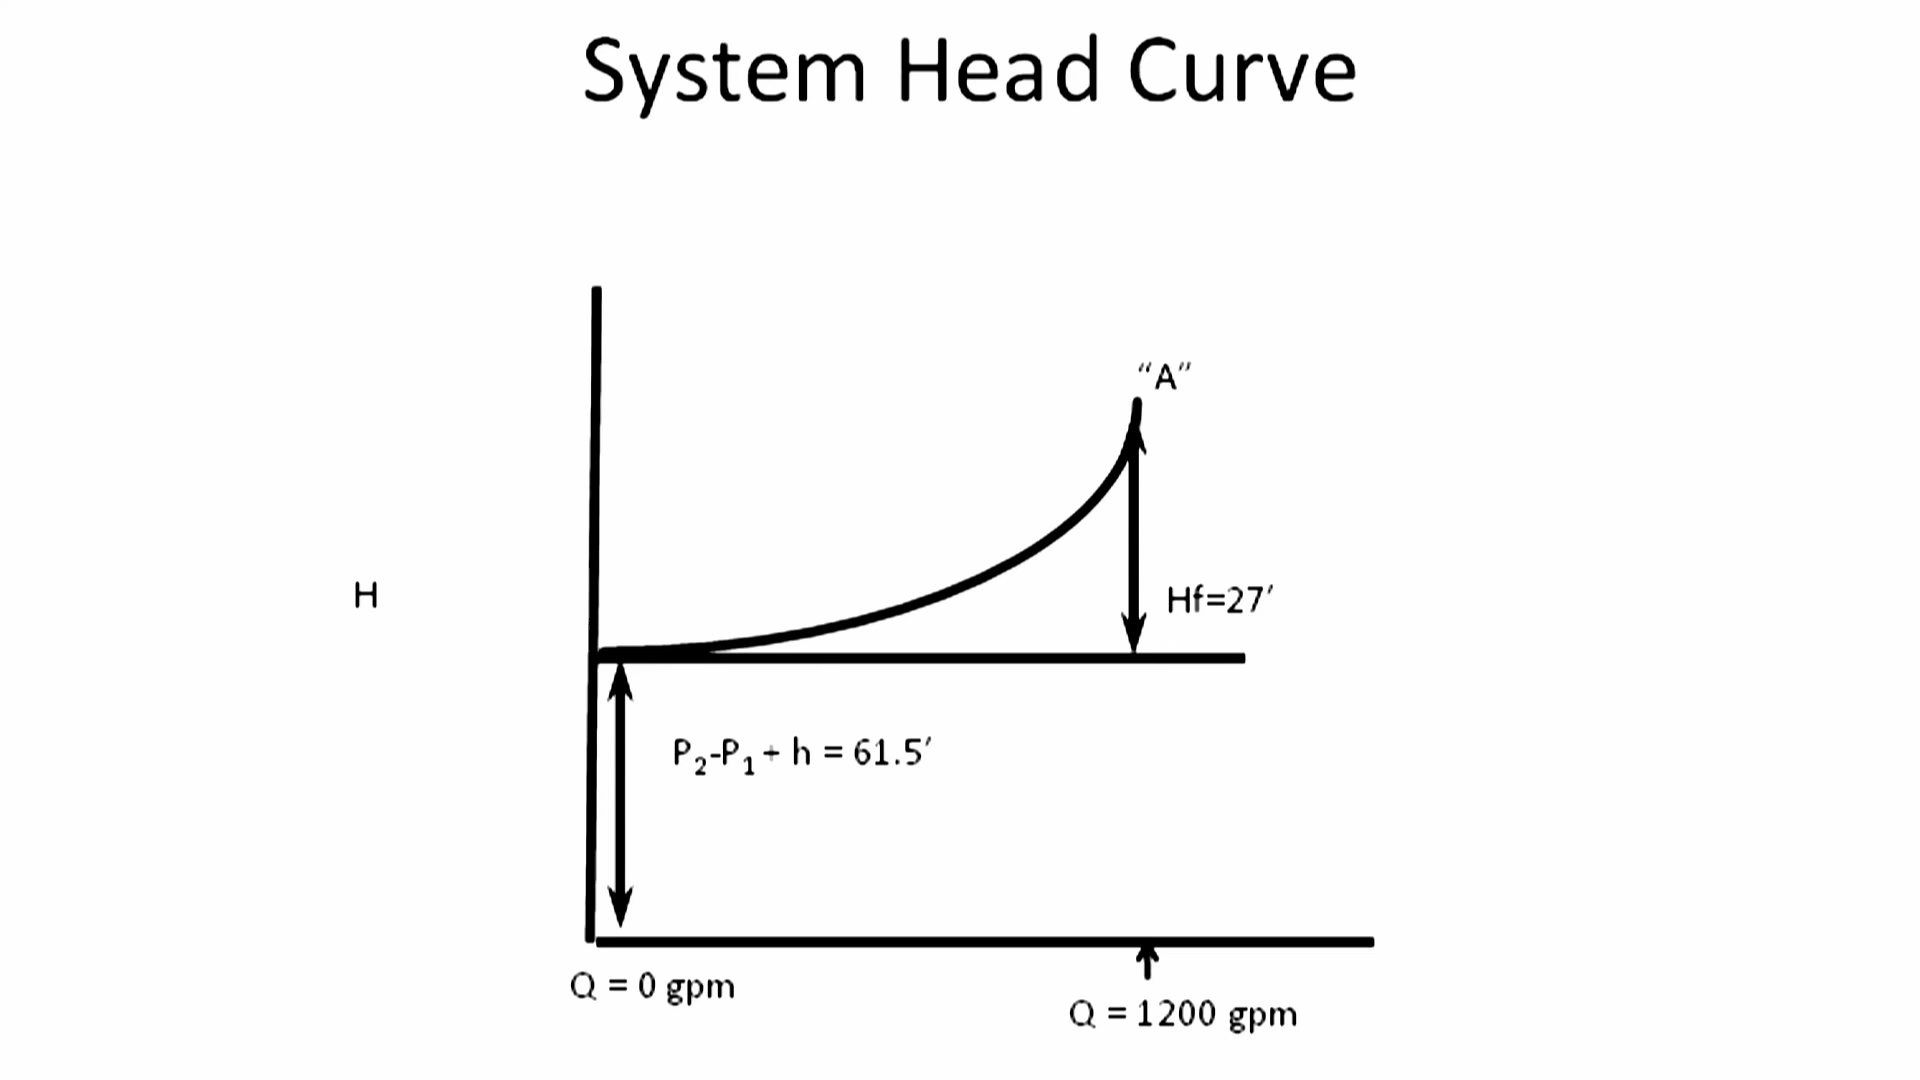 System Head Curve
“A”
H
Hf=27′
P₂-P₁ + h = 61.5′
Q = 0 gpm
Q = 1200 gpm